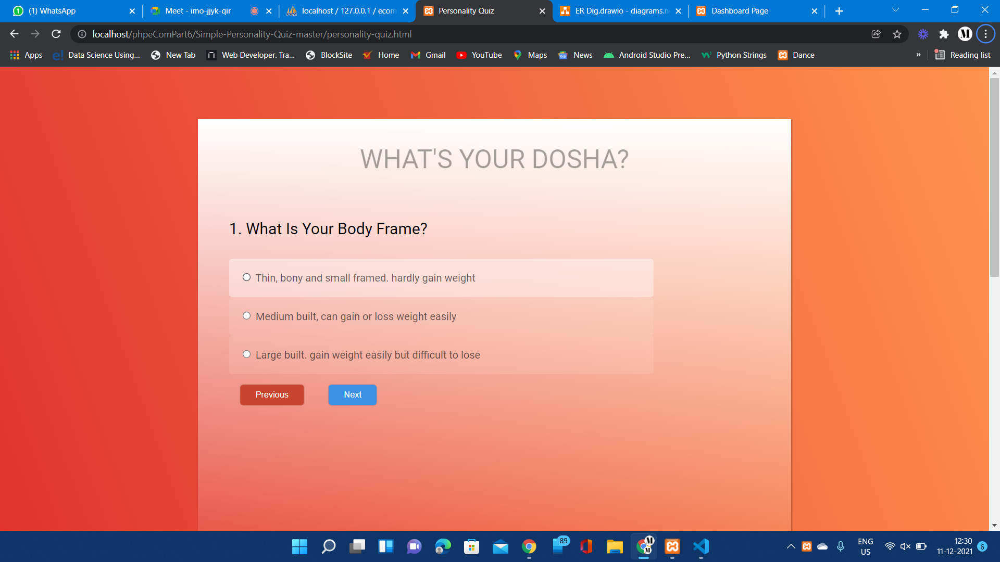 (1) WhatsApp
Meet - imo-jjyk-qir
localhost / 127.0.0.1 / ecom
Personality Quiz
ER Dig.drawio - diagrams.n
Dashboard Page
localhost/phpeComPart6/Simple-Personality-Quiz-master/personality-quiz.html
Apps
Data Science Using...
New Tab
Web Developer. Tra...
BlockSite
Home
Gmail
YouTube
Maps
News
Android Studio Pre...
Python Strings
Dance
»
Reading list
WHAT'S YOUR DOSHA?
1. What Is Your Body Frame?
Thin, bony and small framed. hardly gain weight
Medium built, can gain or loss weight easily
Large built. gain weight easily but difficult to lose
Previous
Next
89
ENG
US
12:30
11-12-2021
6